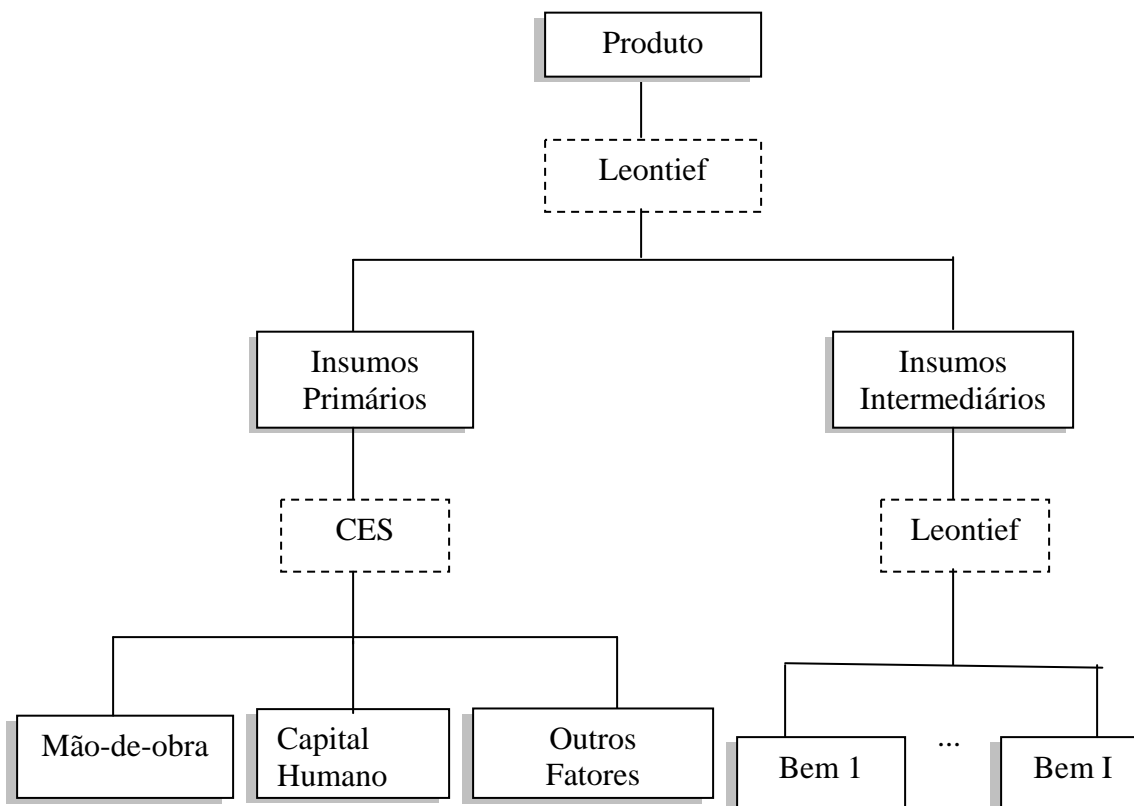 Produto
Leontief
Insumos
Primários
Insumos
Intermediários
CES
Leontief
Mão-de-obra
Capital
Humano
Outros
Fatores
Bem 1
...
Bem I